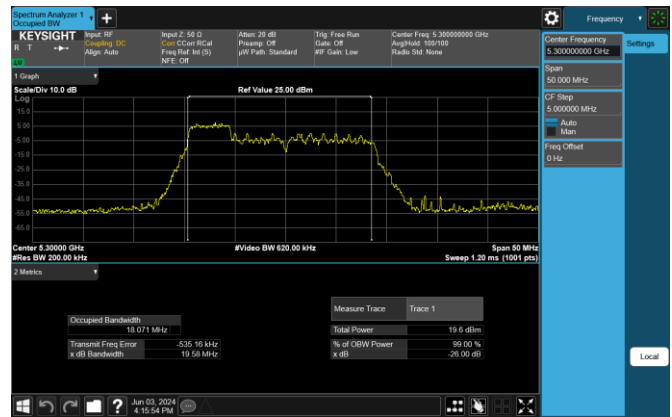 Spectrum Analyzer 1
Occupied BW
+
Frequency
KEYSIGHT
R T
LM
Input: RF
Coupling: DC
Align: Auto
Input Z: 50 Ω
Corr CCorr RCal
Freq Ref: Int (S)
NFE: Off
Atten: 20 dB
Preamp: Off
µW Path: Standard
Trig: Free Run
Gate: Off
#IF Gain: Low
Center Freq: 5.300000000 GHz
Avg|Hold: 100/100
Radio Std: None
Center Frequency
5.300000000 GHz
Settings
Span
50.000 MHz
CF Step
5.000000 MHz
Auto
Man
Freq Offset
0 Hz
1 Graph
Scale/Div 10.0 dB
Ref Value 25.00 dBm
Log
15.0
5.00
-5.00
-15.0
-25.0
-35.0
-45.0
-55.0
-65.0
Center 5.30000 GHz
#Video BW 620.00 kHz
Span 50 MHz
#Res BW 200.00 kHz
Sweep 1.20 ms (1001 pts)
2 Metrics
Measure Trace
Trace 1
Occupied Bandwidth
18.071 MHz
Total Power
19.6 dBm
Transmit Freq Error
-535.16 kHz
% of OBW Power
99.00 %
x dB Bandwidth
19.58 MHz
x dB
-26.00 dB
Local
?
Jun 03, 2024
4:15:54 PM